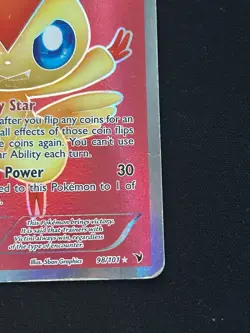 y Star
after you flip any coins for an
all effects of those coin flips
e coins again. You can't use
ar Ability each turn.
Power 30
ed to this Pokémon to 1 of
This Pokémon brings victory.
It is said that Trainers with
Victini always win, regardless
of the type of encounter.
Illus. 5ban Graphics 98/101